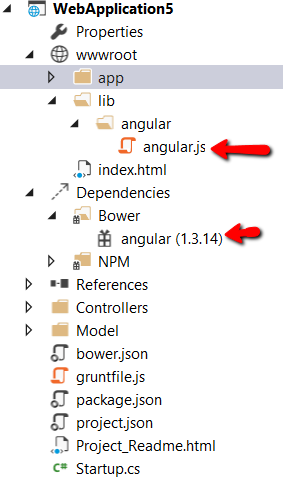 WebApplication5
Properties
wwwroot
app
lib
angular
angular.js
index.html
Dependencies
Bower
angular (1.3.14)
NPM
References
Controllers
Model
bower.json
gruntfile.js
package.json
project.json
Project_Readme.html
C# Startup.cs